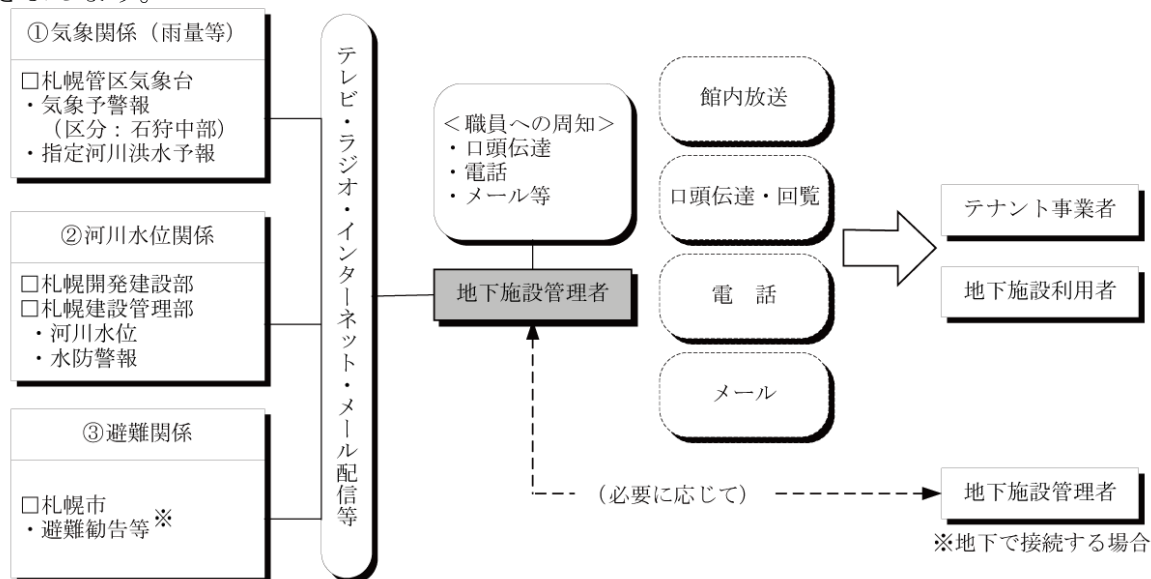 ①気象関係（雨量等）
□札幌管区気象台
・気象予警報
（区分：石狩中部）
・指定河川洪水予報
②河川水位関係
□札幌開発建設部
□札幌建設管理部
・河川水位
・水防警報
③避難関係
□札幌市
・避難勧告等※
テレビ・ラジオ・インターネット・メール配信等
＜職員への周知＞
・口頭伝達
・電話
・メール等
地下施設管理者
館内放送
口頭伝達・回覧
電　話
メール
テナント事業者
地下施設利用者
（必要に応じて）
地下施設管理者
※地下で接続する場合